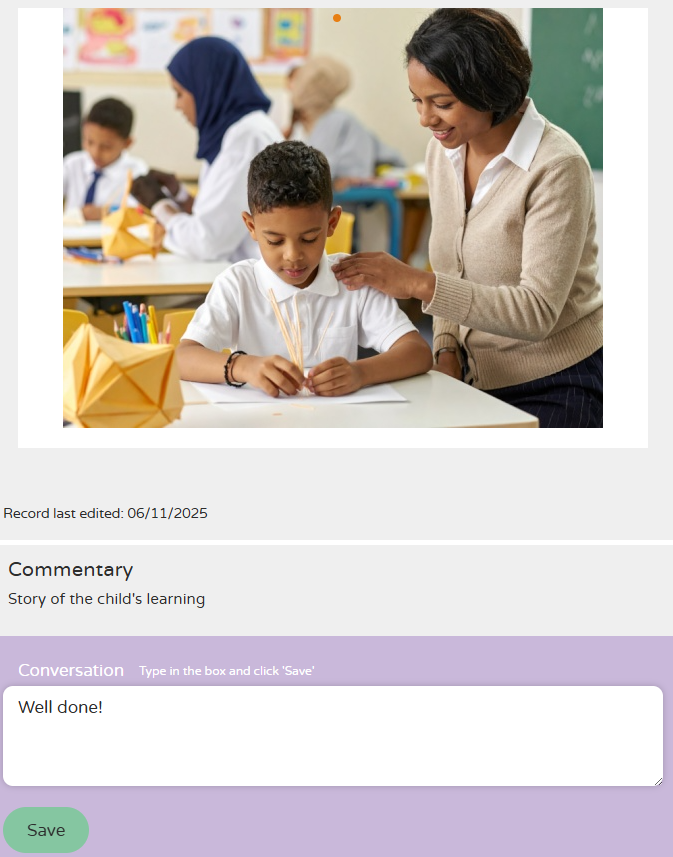 Record last edited: 06/11/2025
Commentary
Story of the child's learning
Conversation Type in the box and click 'Save'
Well done!
Save